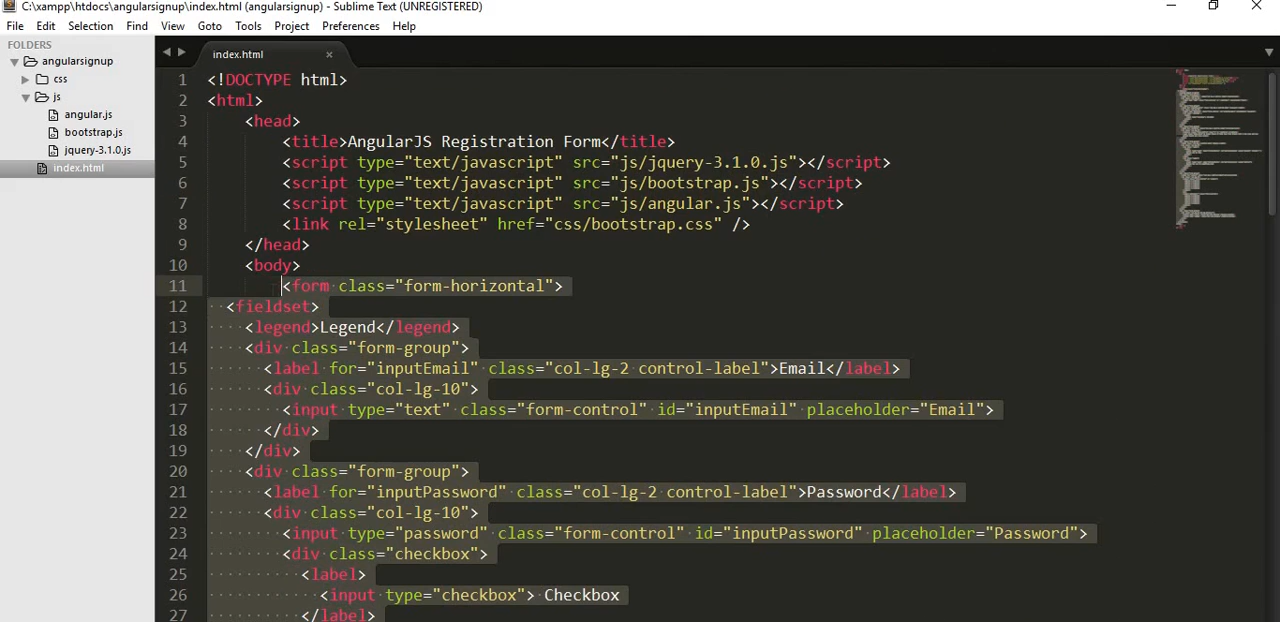 C:\xampp\htdocs\angularsignup\index.html (angularsignup) - Sublime Text (UNREGISTERED)
File Edit Selection Find View Goto Tools Project Preferences Help
FOLDERS
angularsignup
css
js
angular.js
bootstrap.js
jquery-3.1.0.js
index.html
index.html
1 <!DOCTYPE html>
2 <html>
3 <head>
4 <title>AngularJS Registration Form</title>
5 <script type="text/javascript" src="js/jquery-3.1.0.js"></script>
6 <script type="text/javascript" src="js/bootstrap.js"></script>
7 <script type="text/javascript" src="js/angular.js"></script>
8 <link rel="stylesheet" href="css/bootstrap.css" />
9 </head>
10 <body>
11 <form class="form-horizontal">
12 <fieldset>
13 <legend>Legend</legend>
14 <div class="form-group">
15 <label for="inputEmail" class="col-lg-2 control-label">Email</label>
16 <div class="col-lg-10">
17 <input type="text" class="form-control" id="inputEmail" placeholder="Email">
18 </div>
19 </div>
20 <div class="form-group">
21 <label for="inputPassword" class="col-lg-2 control-label">Password</label>
22 <div class="col-lg-10">
23 <input type="password" class="form-control" id="inputPassword" placeholder="Password">
24 <div class="checkbox">
25 <label>
26 <input type="checkbox"> Checkbox
27 </label>